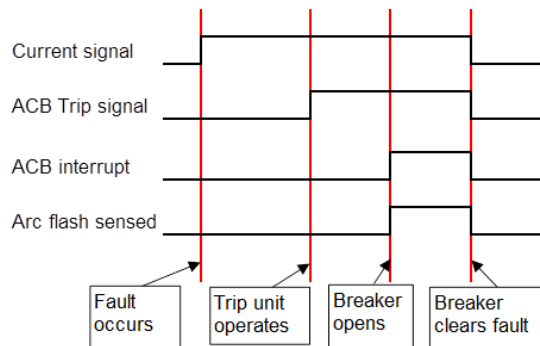 Current signal
ACB Trip signal
ACB interrupt
Arc flash sensed
Fault
occurs
Trip unit
operates
Breaker
opens
Breaker
clears fault